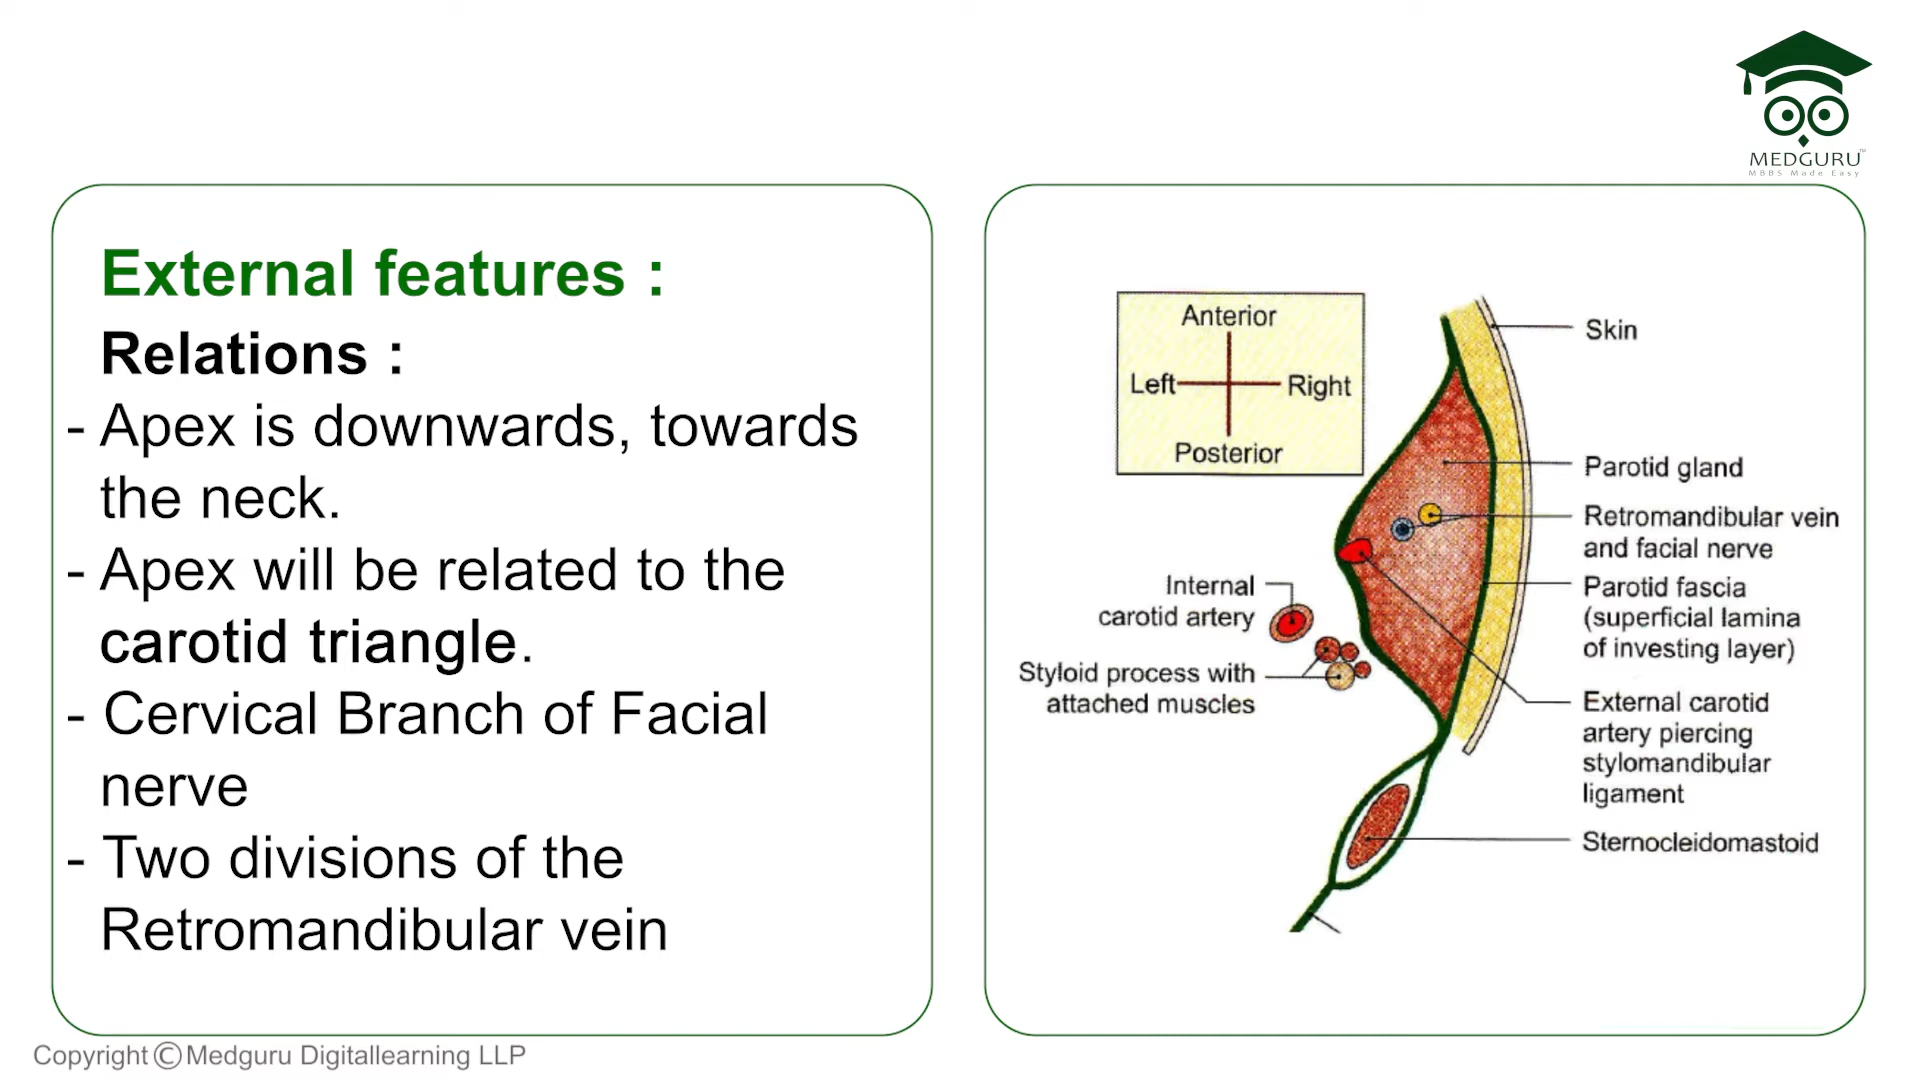 MEDGURU™
MBBS Made Easy
External features :
Relations :
- Apex is downwards, towards
the neck.
- Apex will be related to the
carotid triangle.
- Cervical Branch of Facial
nerve
- Two divisions of the
Retromandibular vein
Anterior
Left
Right
Posterior
Skin
Parotid gland
Retromandibular vein
and facial nerve
Internal
carotid artery
Parotid fascia
(superficial lamina
of investing layer)
Styloid process with
attached muscles
External carotid
artery piercing
stylomandibular
ligament
Sternocleidomastoid
Copyright © Medguru Digitallearning LLP